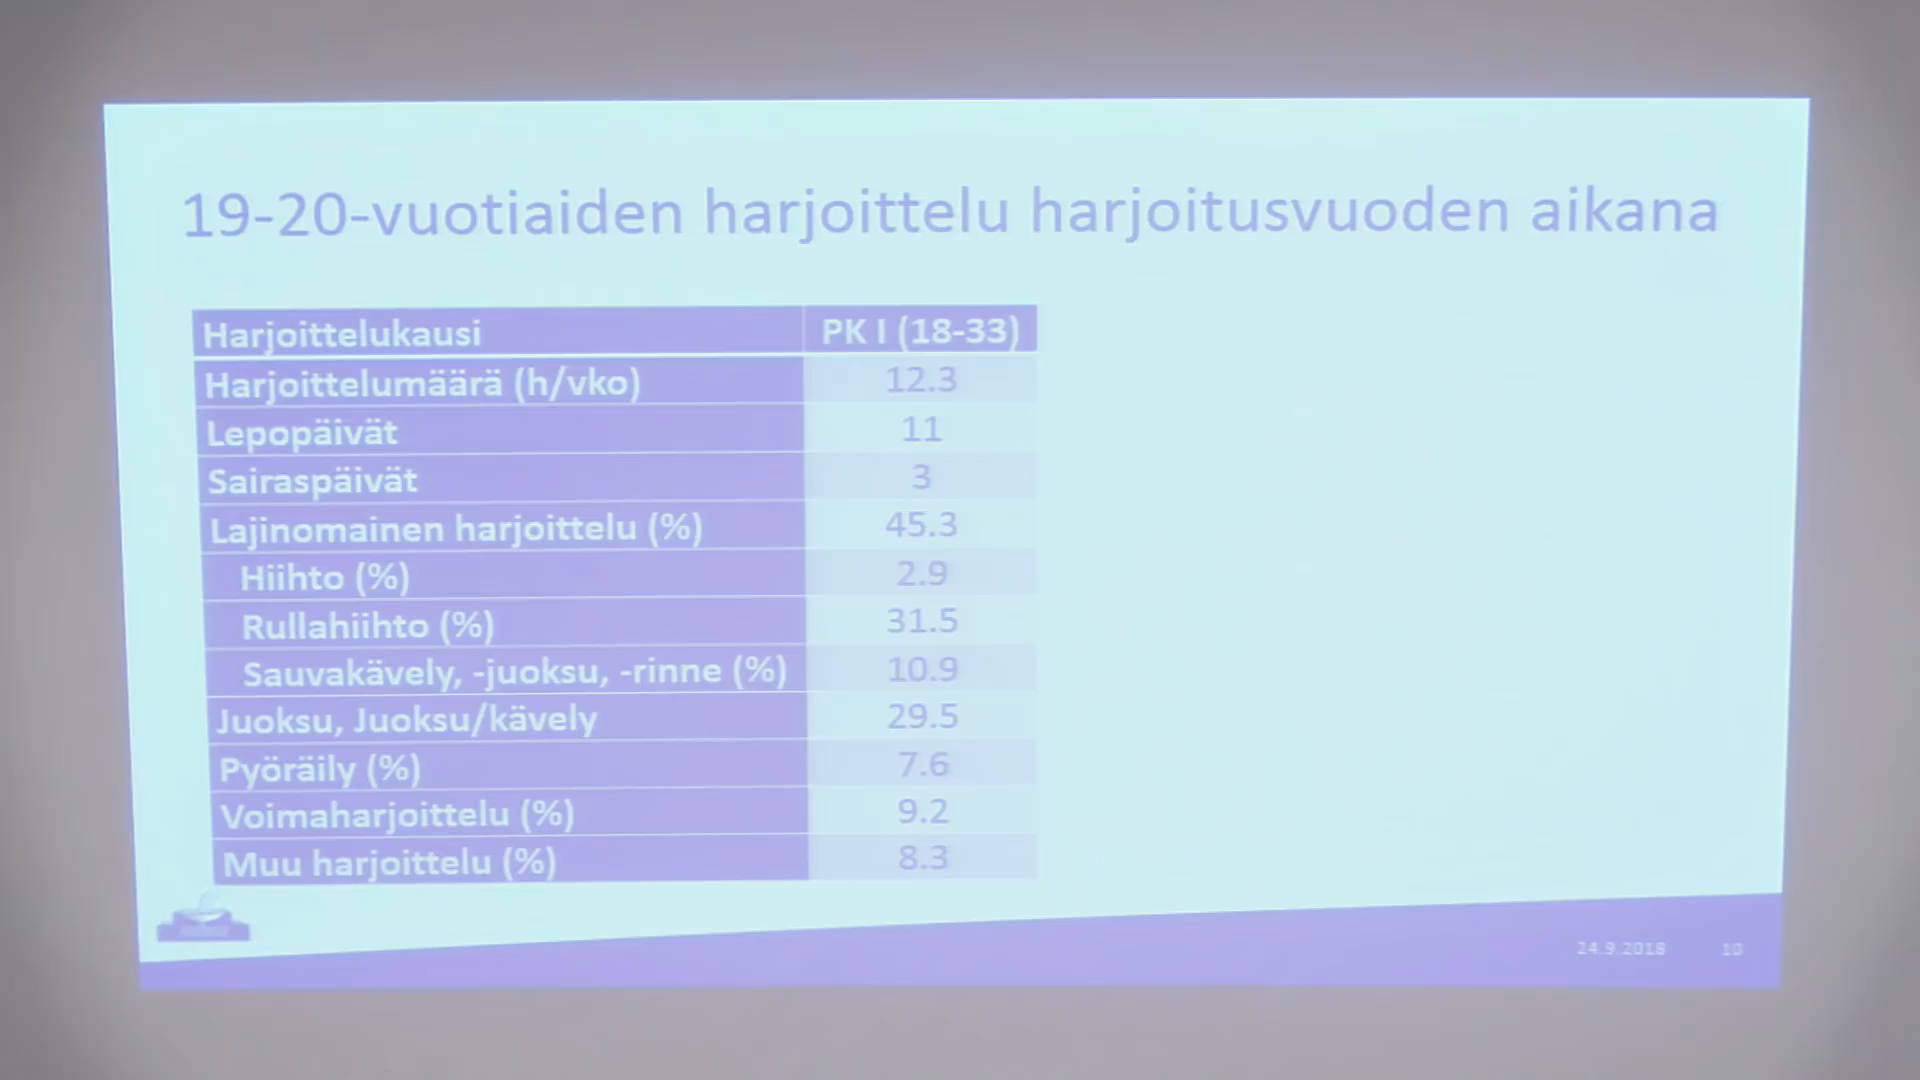 19-20-vuotiaiden harjoittelu harjoitusvuoden aikana
Harjoittelukausi PK I (18-33)
Harjoittelumäärä (h/vko) 12.3
Lepopäivät 11
Sairaspäivät 3
Lajinomainen harjoittelu (%) 45.3
Hiihto (%) 2.9
Rullahiihto (%) 31.5
Sauvakävely, -juoksu, -rinne (%) 10.9
Juoksu, Juoksu/kävely 29.5
Pyöräily (%) 7.6
Voimaharjoittelu (%) 9.2
Muu harjoittelu (%) 8.3
24.9.2018 10